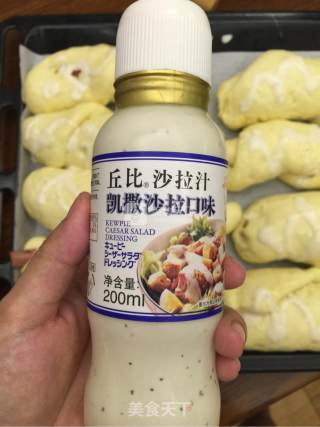 丘比®沙拉汁
凯撒沙拉口味
KEWPIE
CAESAR SALAD
DRESSING
キユーピー
シーザーサラダ
ドレッシング
净含量:
200ml
美食天下